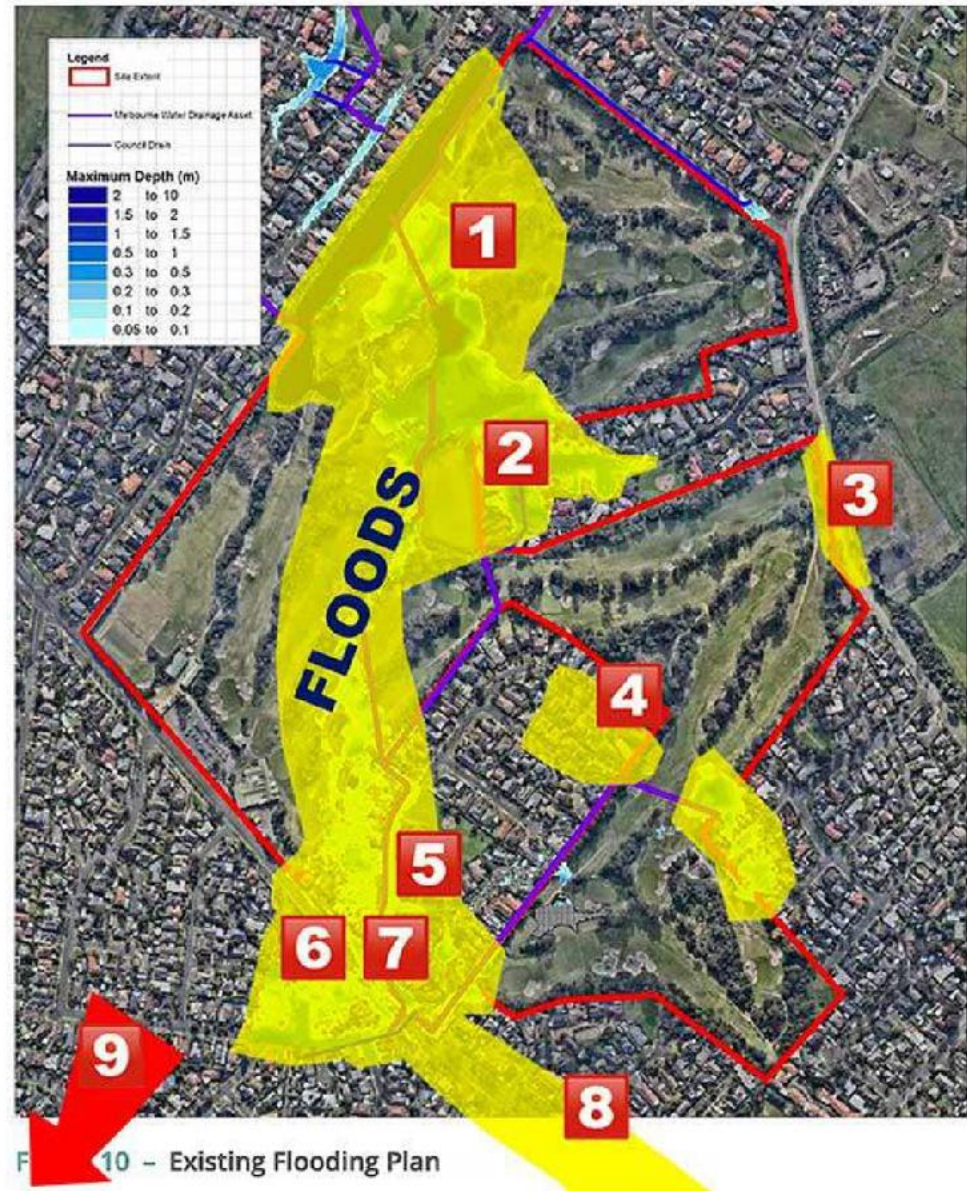 Legend
Site Extent
Melbourne Water Drainage Asset
Council Drain
Maximum Depth (m)
2 to 10
1.5 to 2
1 to 1.5
0.5 to 1
0.3 to 0.5
0.2 to 0.3
0.1 to 0.2
0.05 to 0.1
1
2
3
FLOODS
4
5
6 7
9
8
F 10 – Existing Flooding Plan